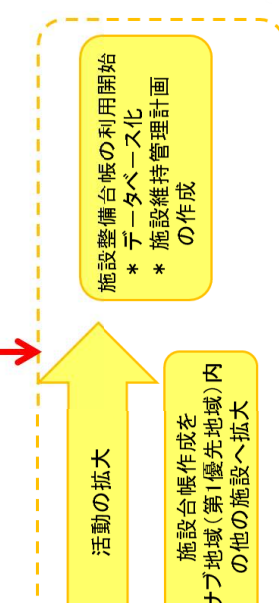 施設整備台帳の利用開始
* データベース化
* 施設維持管理計画
の作成
活動の拡大
施設台帳作成を
サブ地域(第1優先地域)内
の他の施設へ拡大